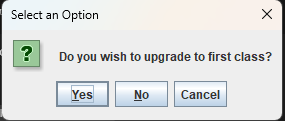 Select an Option
Do you wish to upgrade to first class?
Yes No Cancel